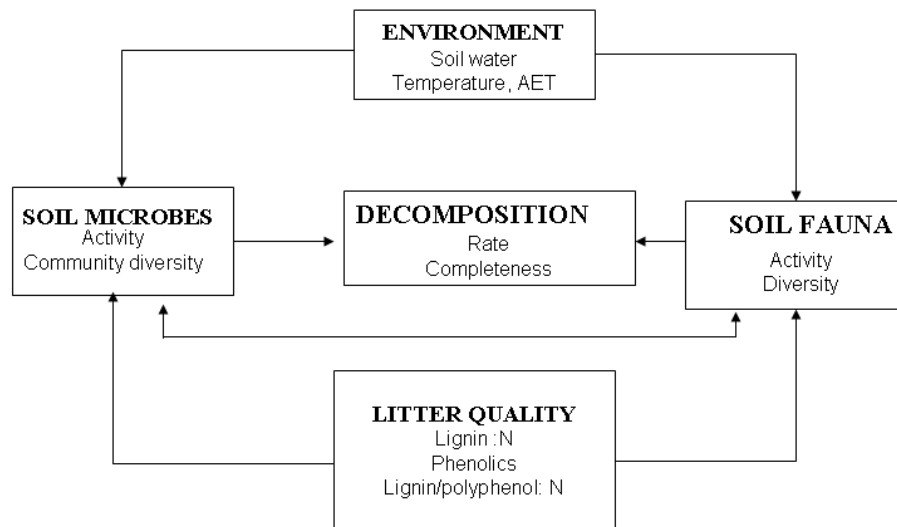 ENVIRONMENT
Soil water
Temperature, AET
SOIL MICROBES
Activity
Community diversity
DECOMPOSITION
Rate
Completeness
SOIL FAUNA
Activity
Diversity
LITTER QUALITY
Lignin :N
Phenolics
Lignin/polyphenol: N